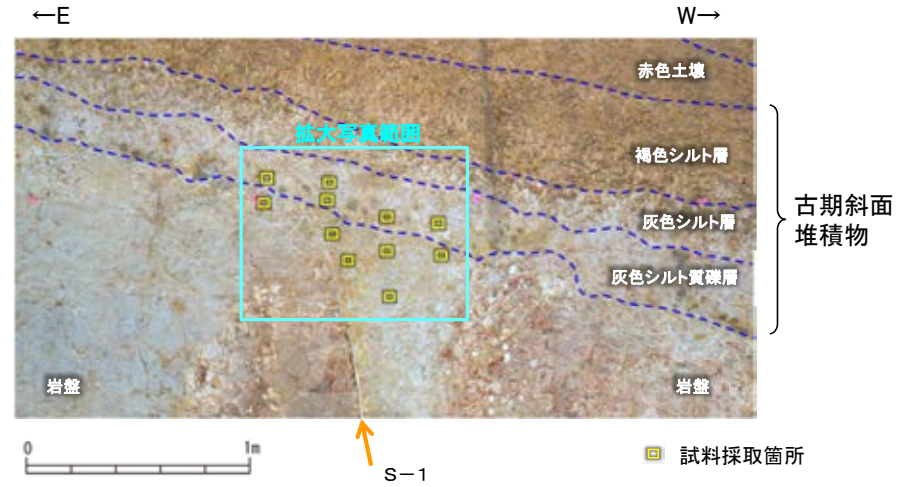 ←E
W→
赤色土壌
拡大写真範囲
褐色シルト層
古期斜面
堆積物
灰色シルト層
灰色シルト質礫層
岩盤
岩盤
0 1m
S-1
試料採取箇所